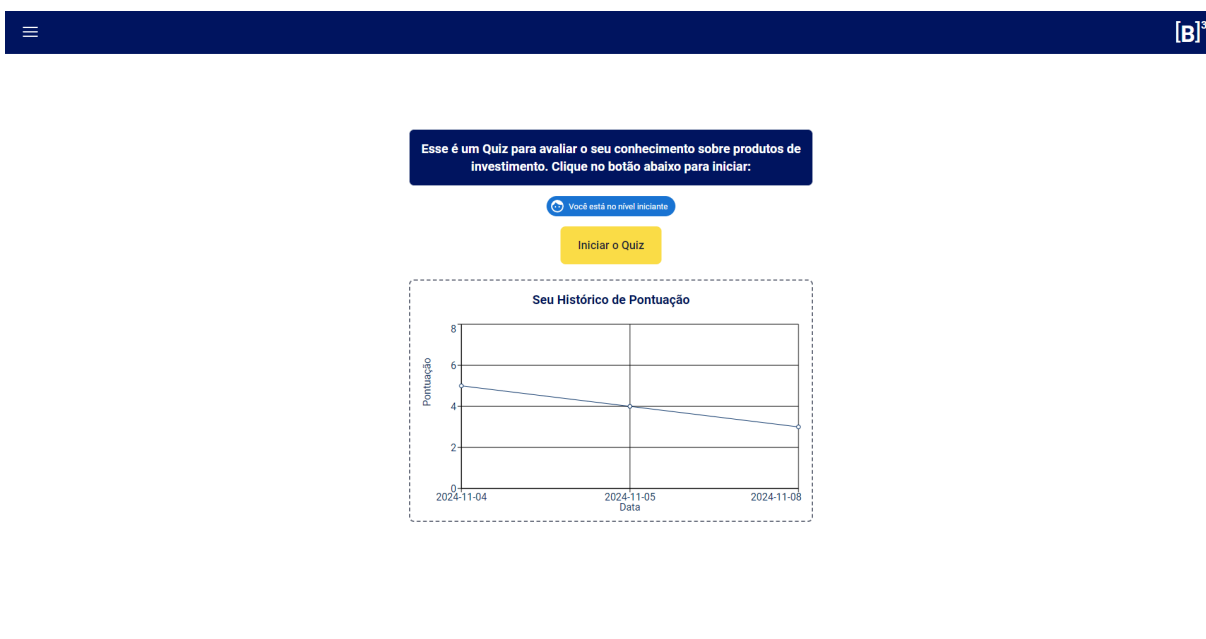 [B]³
Esse é um Quiz para avaliar o seu conhecimento sobre produtos de
investimento. Clique no botão abaixo para iniciar:
Você está no nível iniciante
Iniciar o Quiz
Seu Histórico de Pontuação
Pontuação
8
6
4
2
0
2024-11-04 2024-11-05 2024-11-08
Data